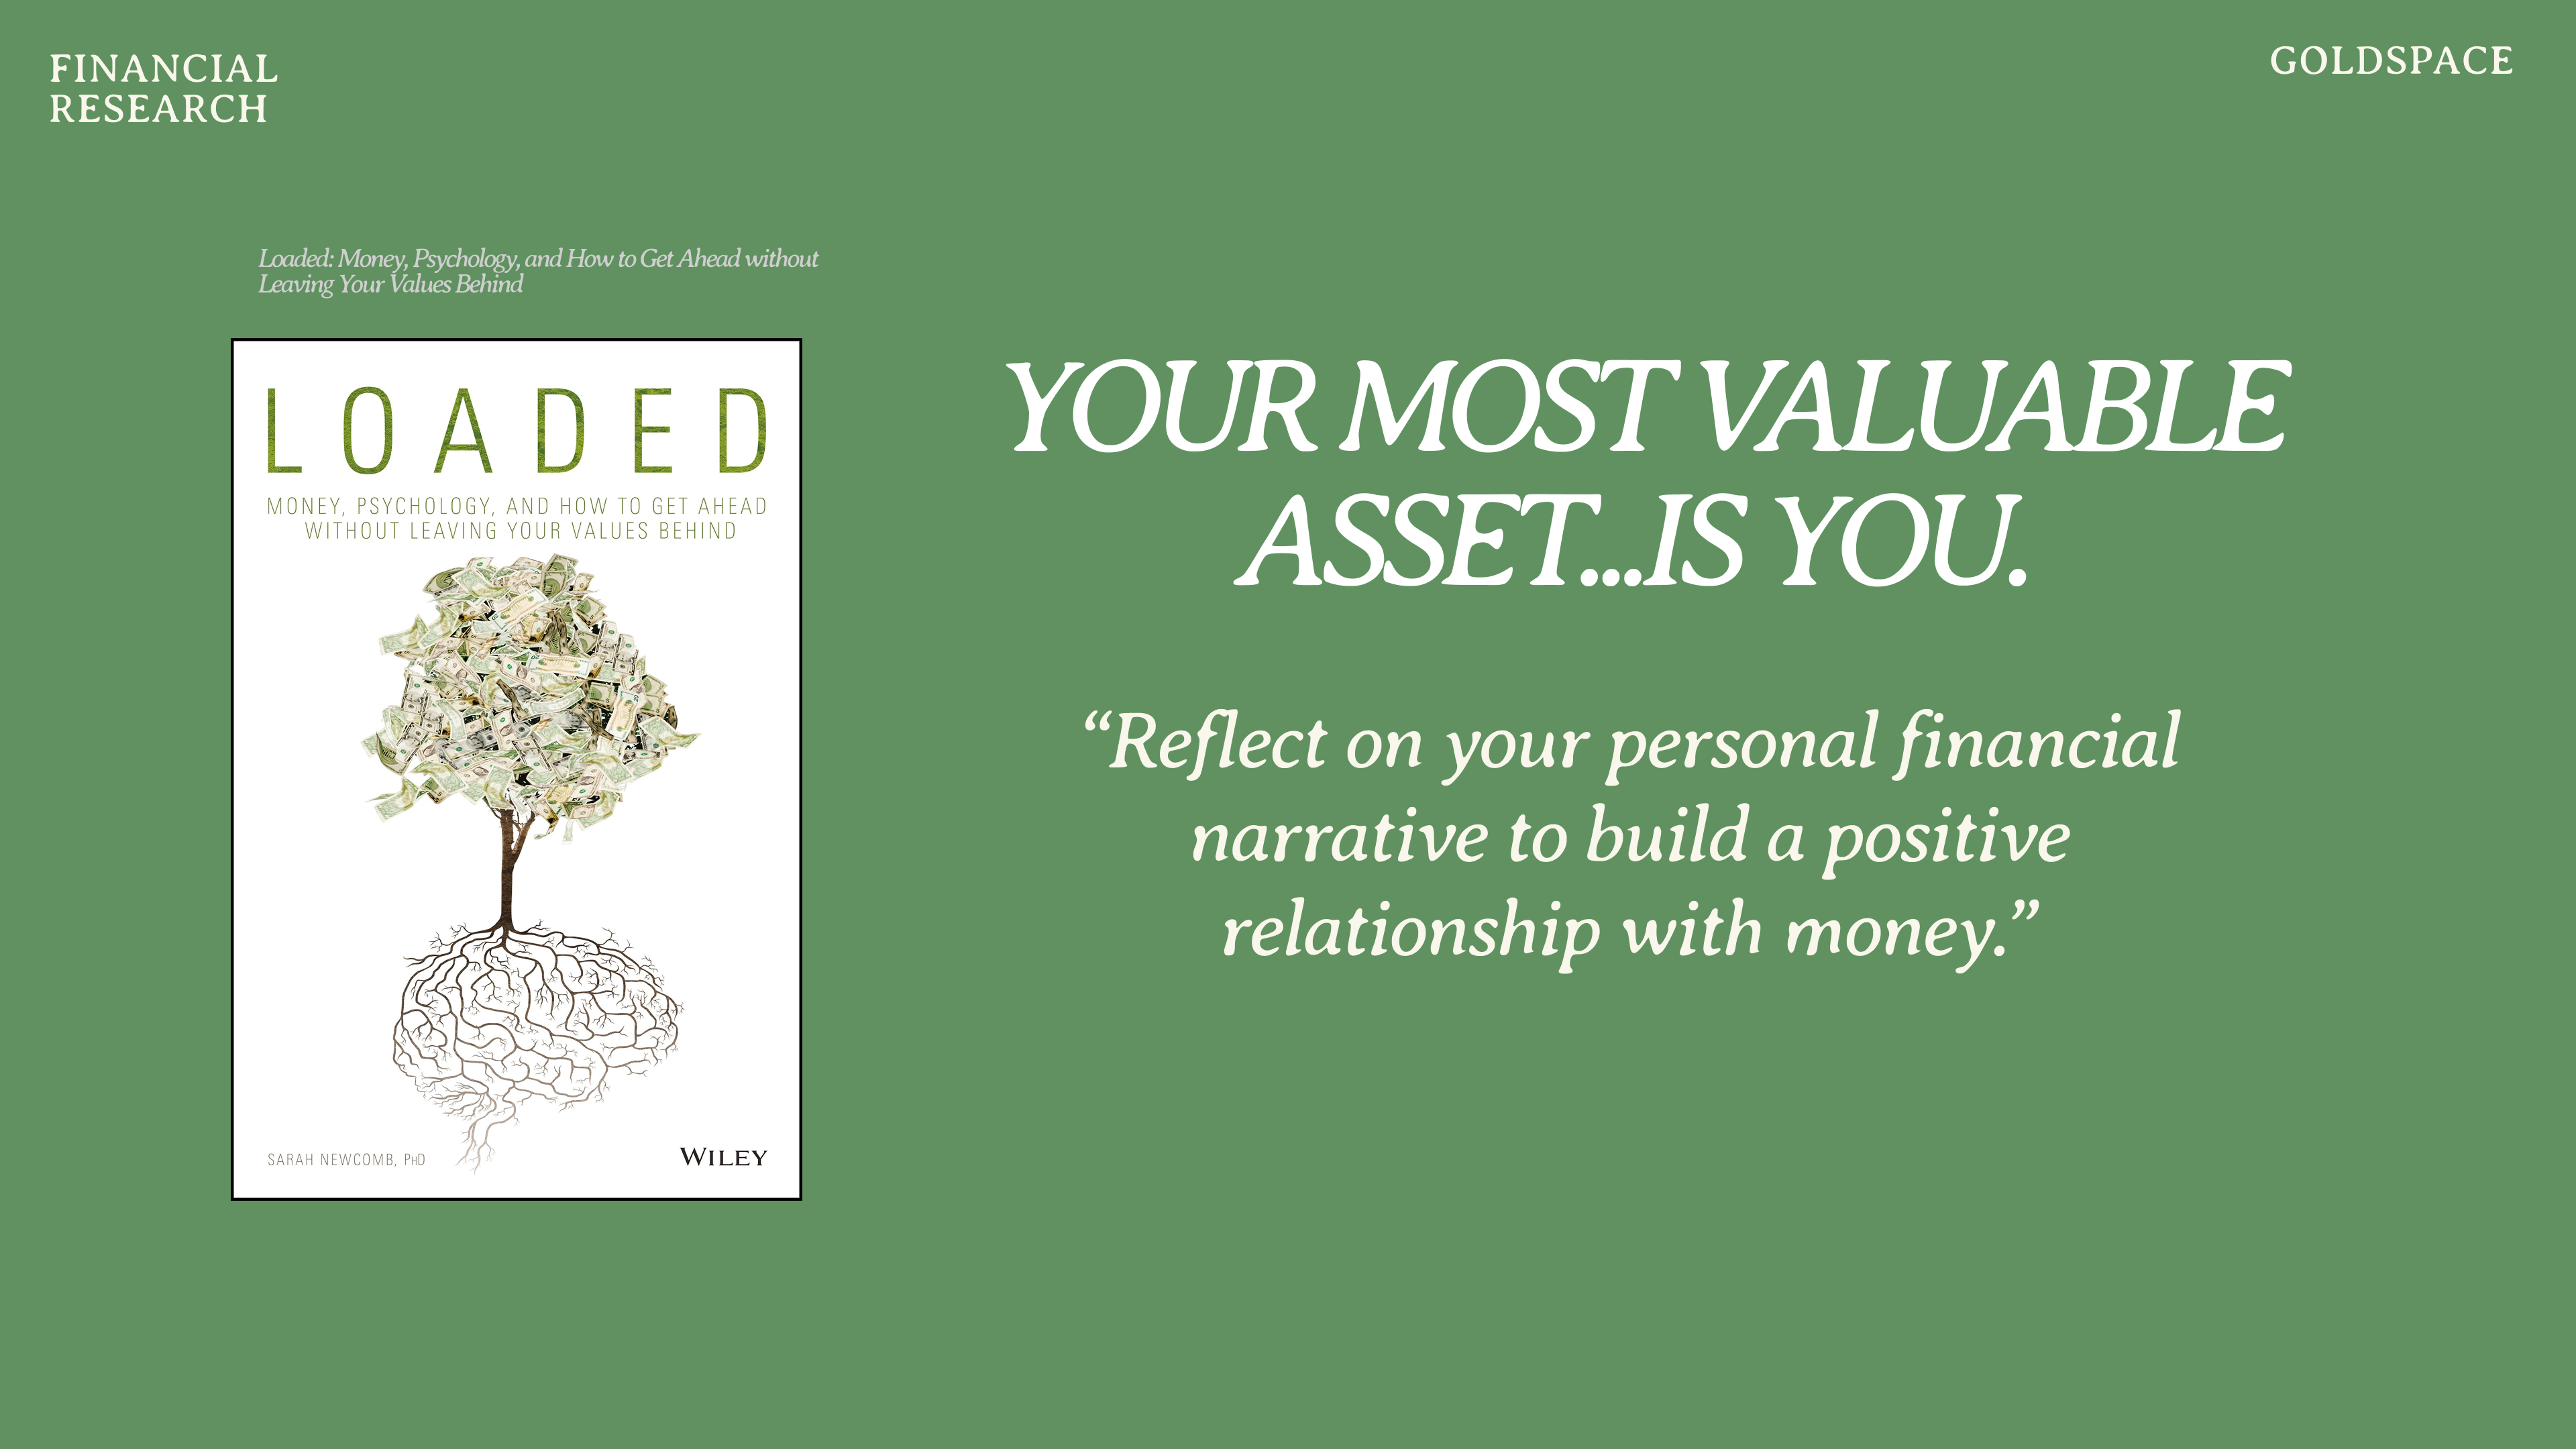 FINANCIAL
RESEARCH
GOLDSPACE
Loaded: Money, Psychology, and How to Get Ahead without
Leaving Your Values Behind
LOADED
MONEY, PSYCHOLOGY, AND HOW TO GET AHEAD
WITHOUT LEAVING YOUR VALUES BEHIND
SARAH NEWCOMB, PHD
WILEY
YOUR MOST VALUABLE
ASSET...IS YOU.
“Reflect on your personal financial
narrative to build a positive
relationship with money.”